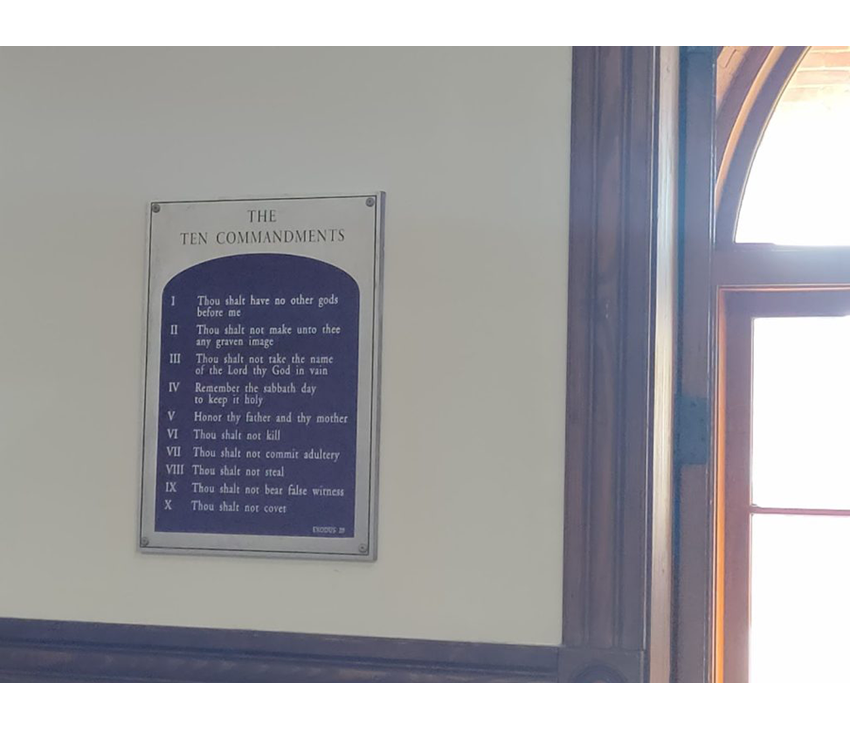 THE
TEN COMMANDMENTS
I Thou shalt have no other gods
before me
II Thou shalt not make unto thee
any graven image
III Thou shalt not take the name
of the Lord thy God in vain
IV Remember the sabbath day
to keep it holy
V Honor thy father and thy mother
VI Thou shalt not kill
VII Thou shalt not commit adultery
VIII Thou shalt not steal
IX Thou shalt not bear false witness
X Thou shalt not covet
EXODUS 20